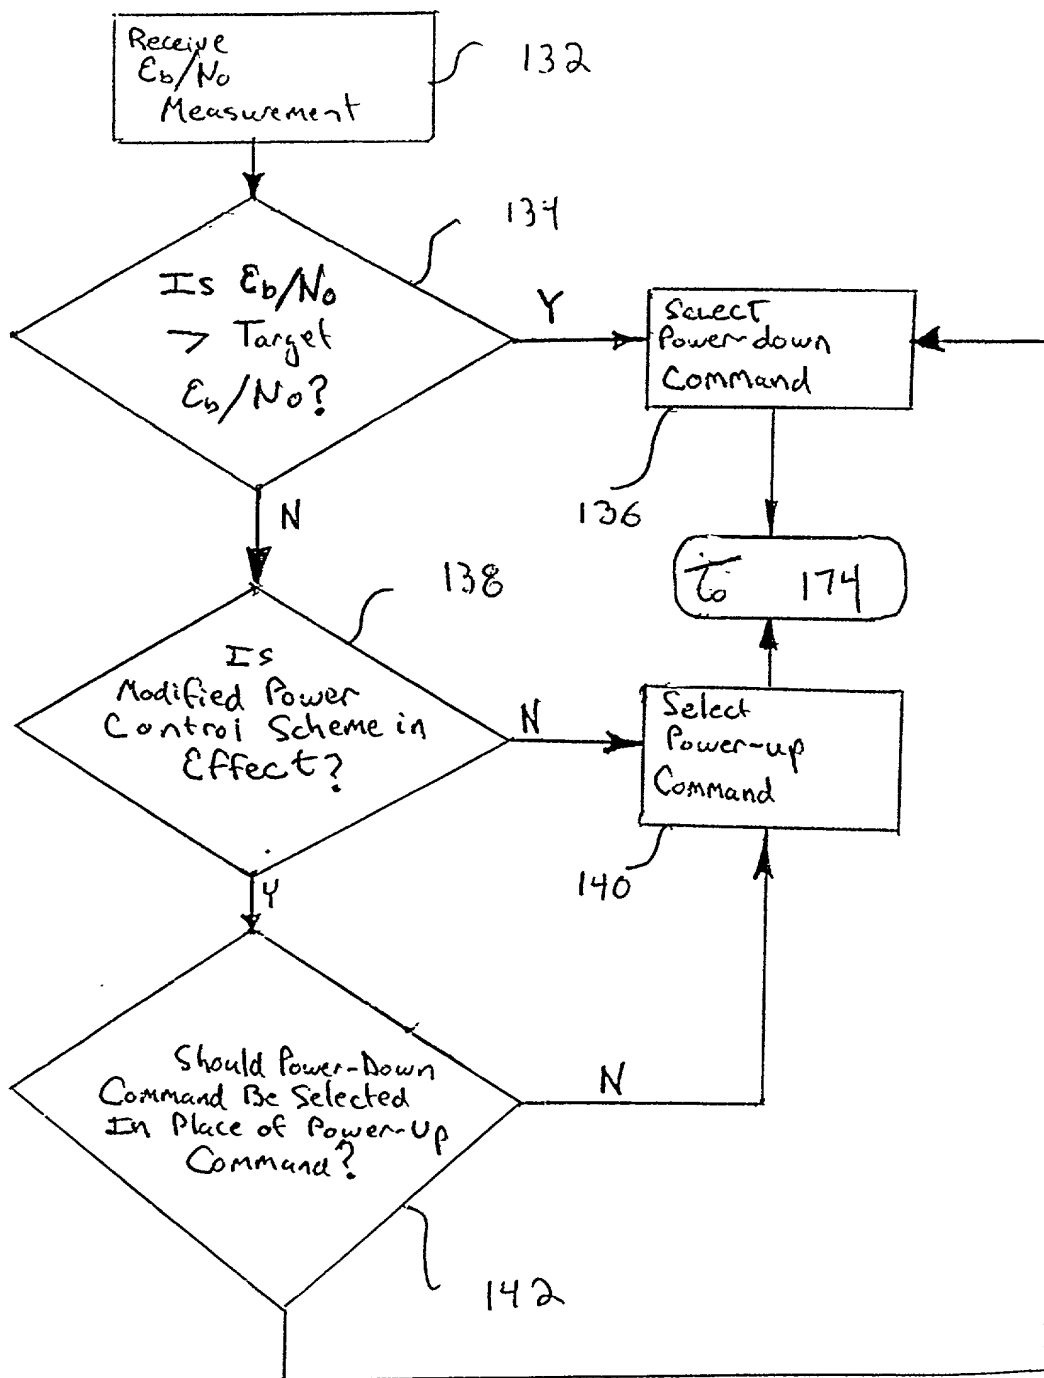 Receive
Eb/No
Measurement
132
134
Is Eb/No
> Target
Eb/No?
Y
Select
Power-down
Command
136
N
To 174
138
Is
Modified Power
Control Scheme in
Effect?
N
Select
Power-up
Command
140
Y
Should Power-Down
Command Be Selected
In Place of Power-Up
Command?
N
142